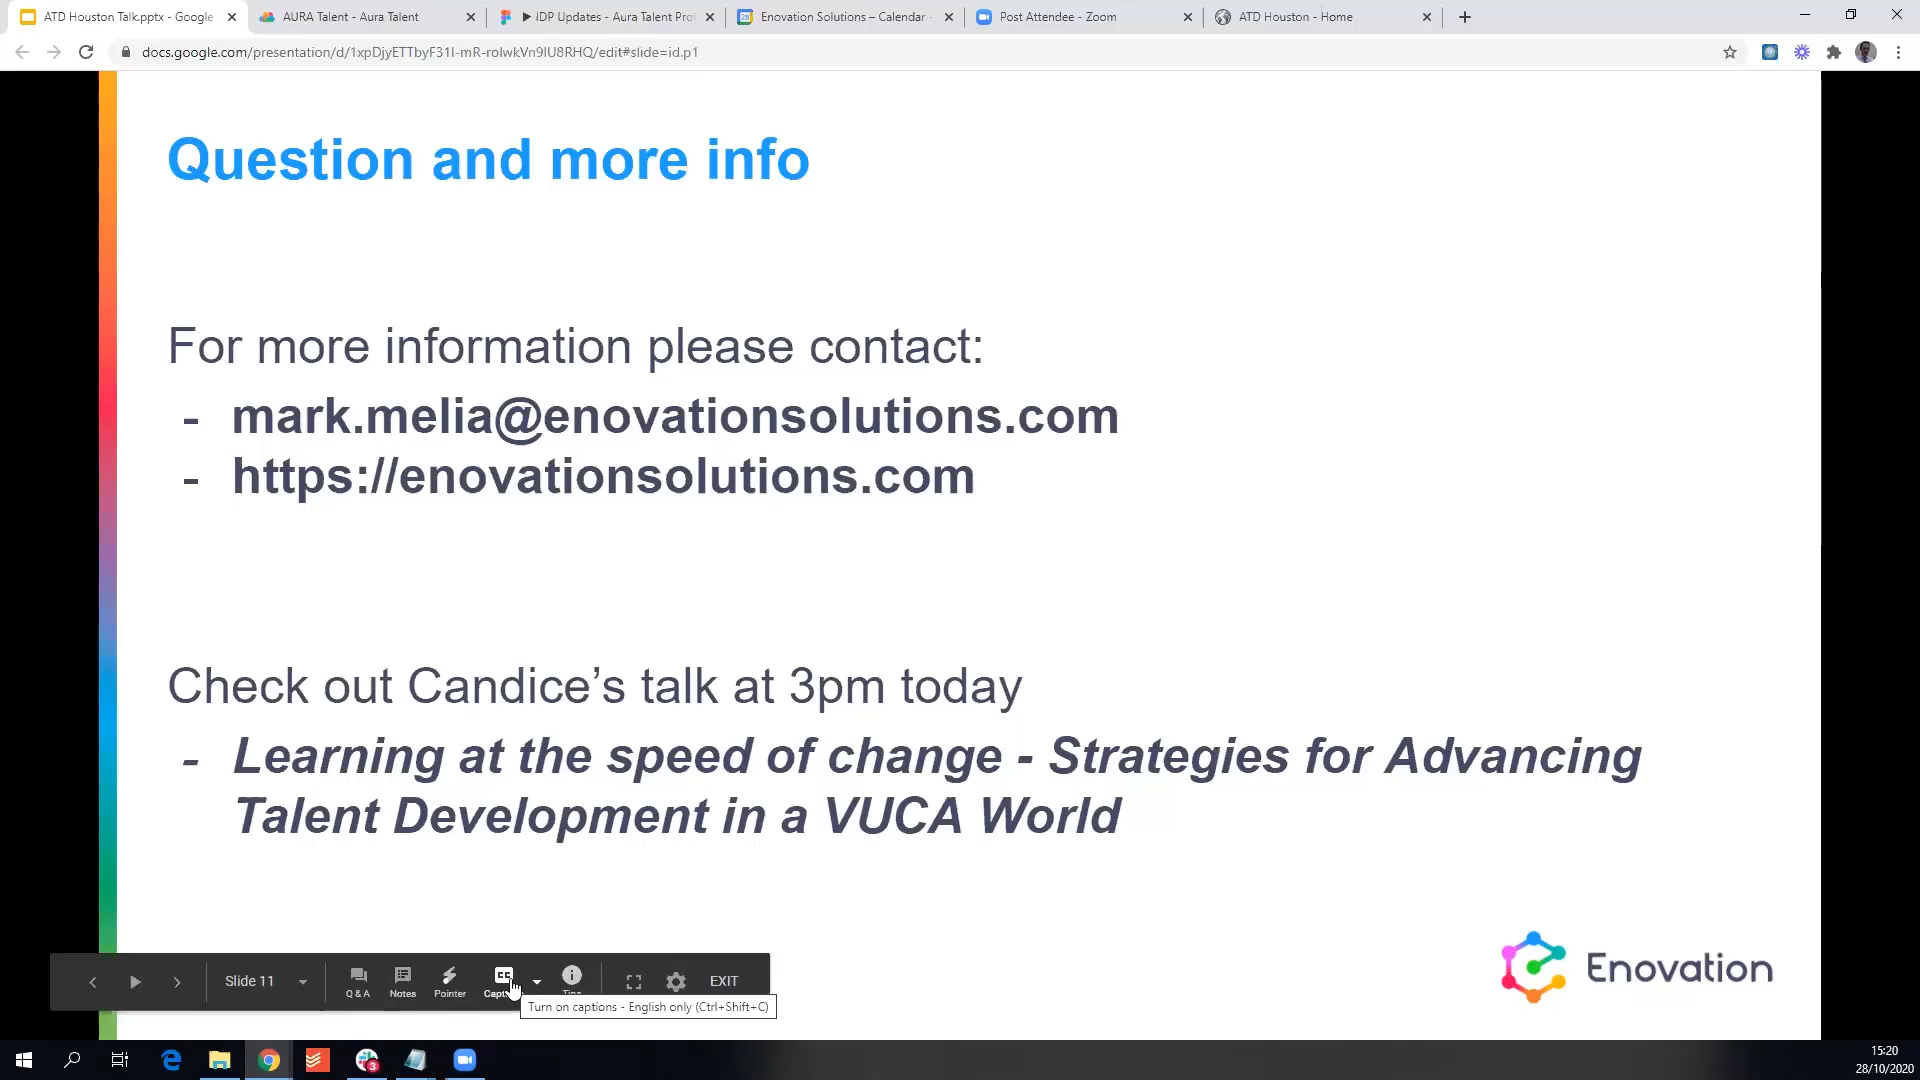 ATD Houston Talk.pptx - Google
AURA Talent - Aura Talent
IDP Updates - Aura Talent Pro
Enovation Solutions – Calendar -
Post Attendee - Zoom
ATD Houston - Home
docs.google.com/presentation/d/1xpDjyETTbyF31I-mR-rolwkVn9IU8RHQ/edit#slide=id.p1
Question and more info
For more information please contact:
- mark.melia@enovationsolutions.com
- https://enovationsolutions.com
Check out Candice’s talk at 3pm today
- Learning at the speed of change - Strategies for Advancing
Talent Development in a VUCA World
Enovation
Slide 11
Q & A
Notes
Pointer
EXIT
Turn on captions - English only (Ctrl+Shift+C)
3
15:20
28/10/2020